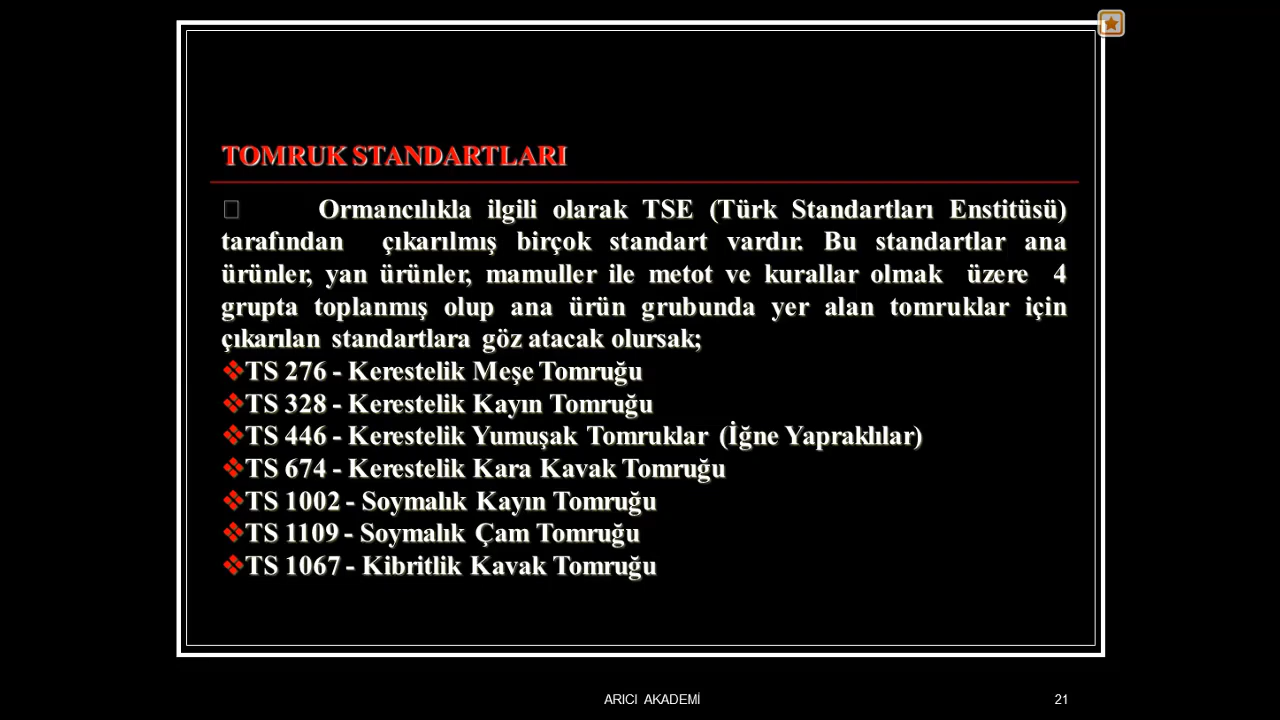 TOMRUK STANDARTLARI
Ormancılıkla ilgili olarak TSE (Türk Standartları Enstitüsü)
tarafından çıkarılmış birçok standart vardır. Bu standartlar ana
ürünler, yan ürünler, mamuller ile metot ve kurallar olmak üzere 4
grupta toplanmış olup ana ürün grubunda yer alan tomruklar için
çıkarılan standartlara göz atacak olursak;
❖TS 276 - Kerestelik Meşe Tomruğu
❖TS 328 - Kerestelik Kayın Tomruğu
❖TS 446 - Kerestelik Yumuşak Tomruklar (İğne Yapraklılar)
❖TS 674 - Kerestelik Kara Kavak Tomruğu
❖TS 1002 - Soymalık Kayın Tomruğu
❖TS 1109 - Soymalık Çam Tomruğu
❖TS 1067 - Kibritlik Kavak Tomruğu
ARICI AKADEMİ
21